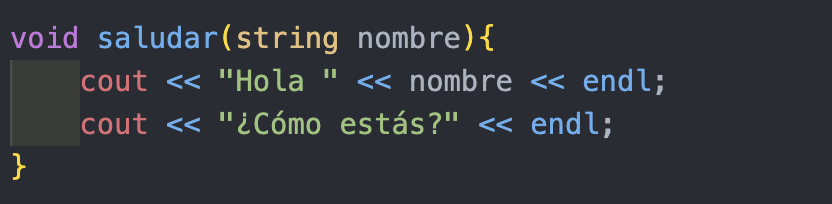 void saludar(string nombre){
    cout << "Hola " << nombre << endl;
    cout << "¿Cómo estás?" << endl;
}